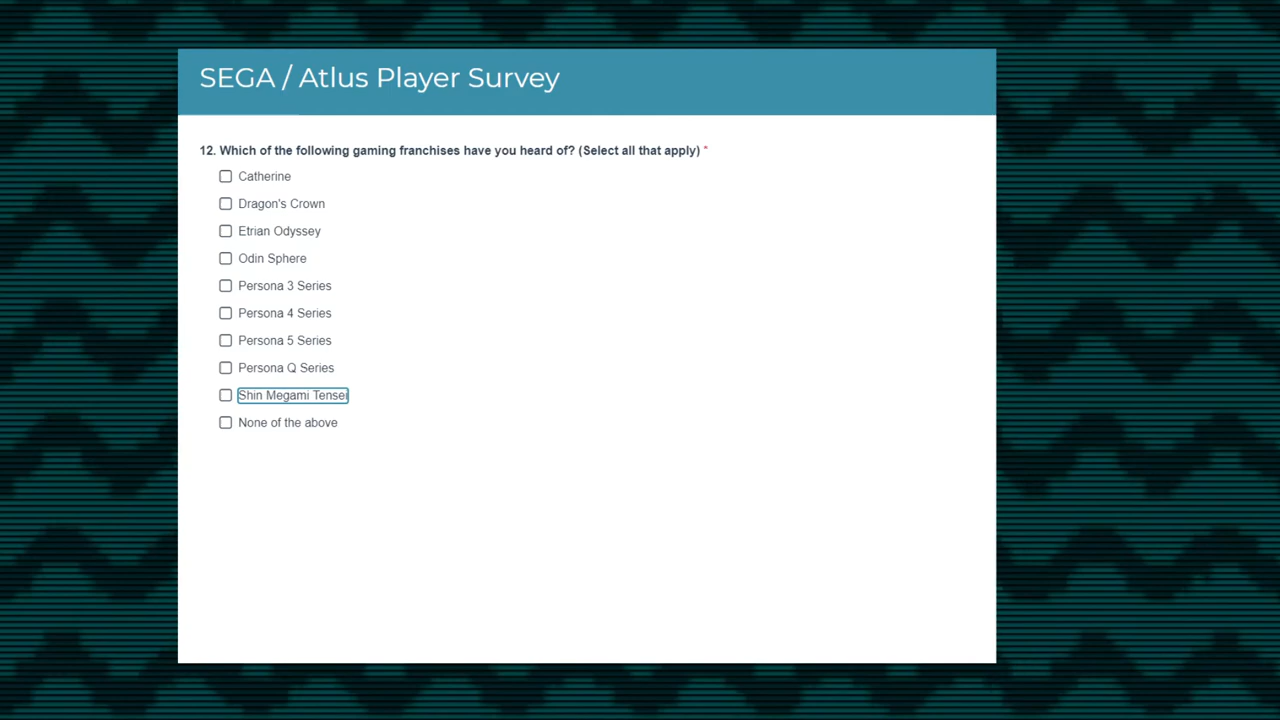 SEGA / Atlus Player Survey
12. Which of the following gaming franchises have you heard of? (Select all that apply) *
Catherine
Dragon's Crown
Etrian Odyssey
Odin Sphere
Persona 3 Series
Persona 4 Series
Persona 5 Series
Persona Q Series
Shin Megami Tensei
None of the above